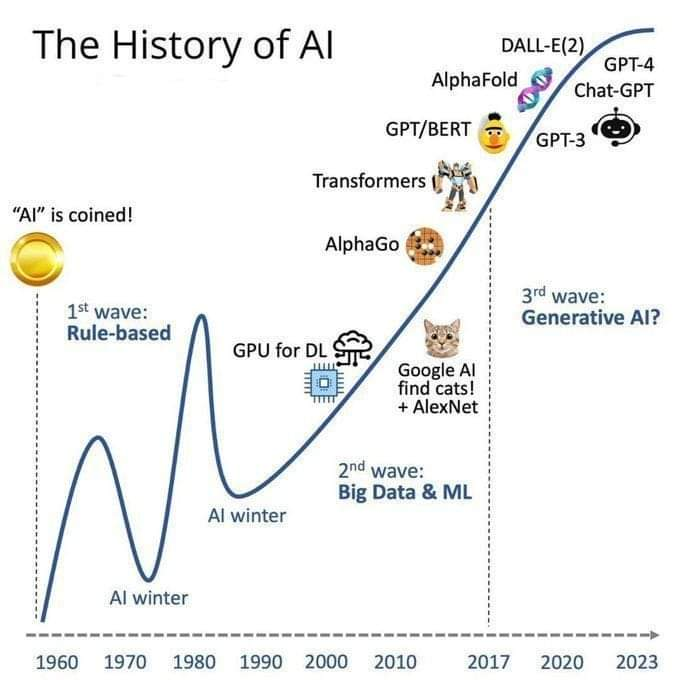 The History of AI
DALL-E(2)
GPT-4
AlphaFold
Chat-GPT
GPT/BERT
GPT-3
Transformers
“AI” is coined!
AlphaGo
3rd wave:
Generative AI?
1st wave:
Rule-based
GPU for DL
Google AI
find cats!
+ AlexNet
2nd wave:
Big Data & ML
AI winter
AI winter
1960 1970 1980 1990 2000 2010 2017 2020 2023